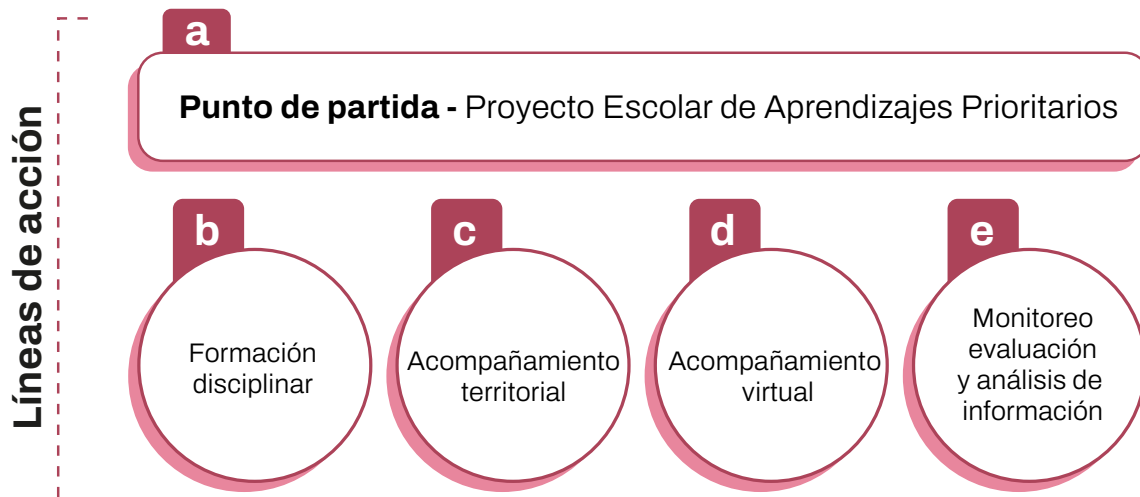 Líneas de acción
a
Punto de partida - Proyecto Escolar de Aprendizajes Prioritarios
b
Formación
disciplinar
c
Acompañamiento
territorial
d
Acompañamiento
virtual
e
Monitoreo
evaluación
y análisis de
información